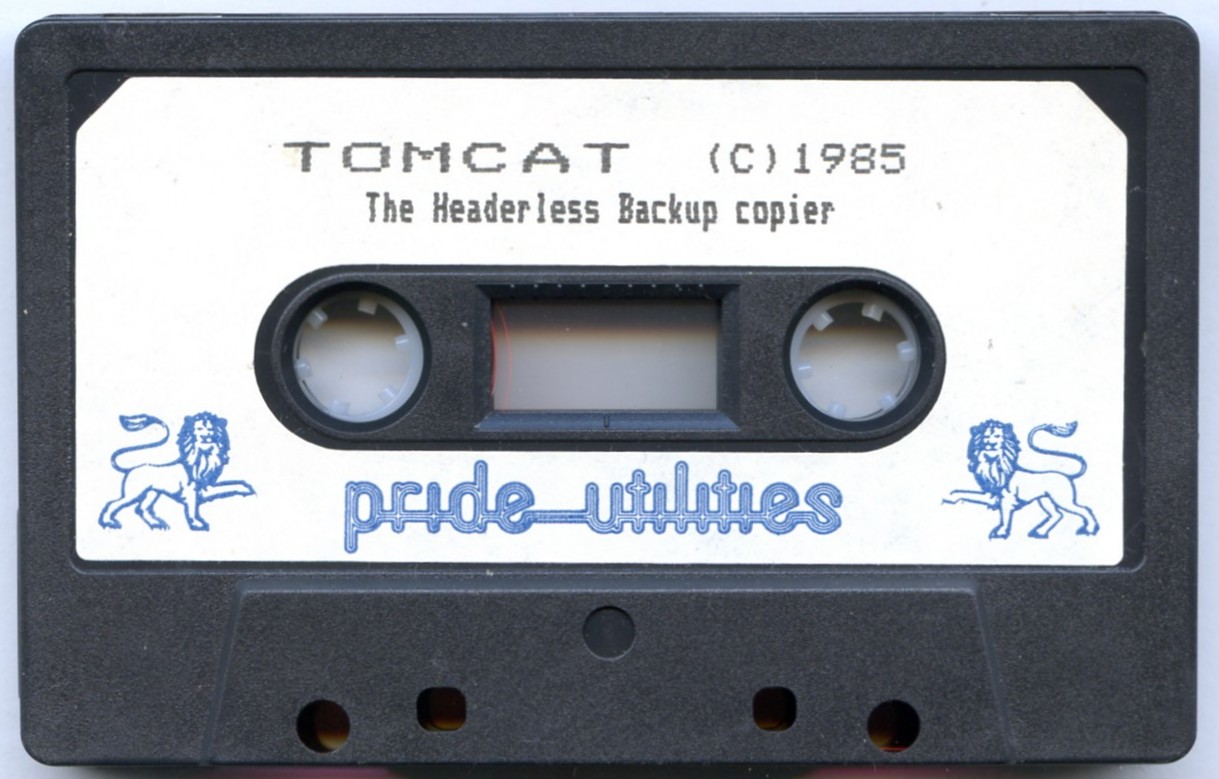 TOMCAT (C)1985
The Headerless Backup copier
pride utilities